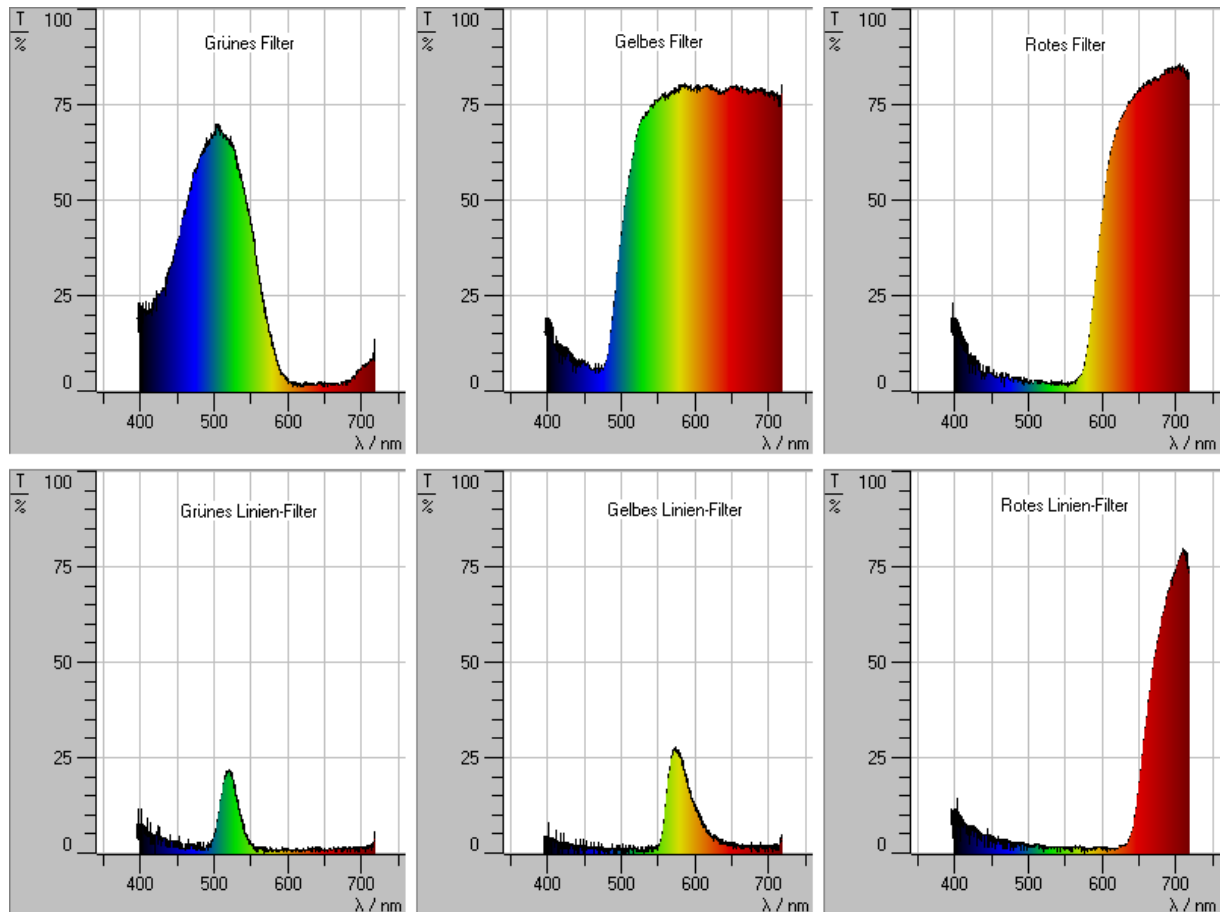 T
%
100
75
50
25
0
Grünes Filter
400 500 600 700
λ / nm
T
%
100
75
50
25
0
Gelbes Filter
400 500 600 700
λ / nm
T
%
100
75
50
25
0
Rotes Filter
400 500 600 700
λ / nm
T
%
100
75
50
25
0
Grünes Linien-Filter
400 500 600 700
λ / nm
T
%
100
75
50
25
0
Gelbes Linien-Filter
400 500 600 700
λ / nm
T
%
100
75
50
25
0
Rotes Linien-Filter
400 500 600 700
λ / nm